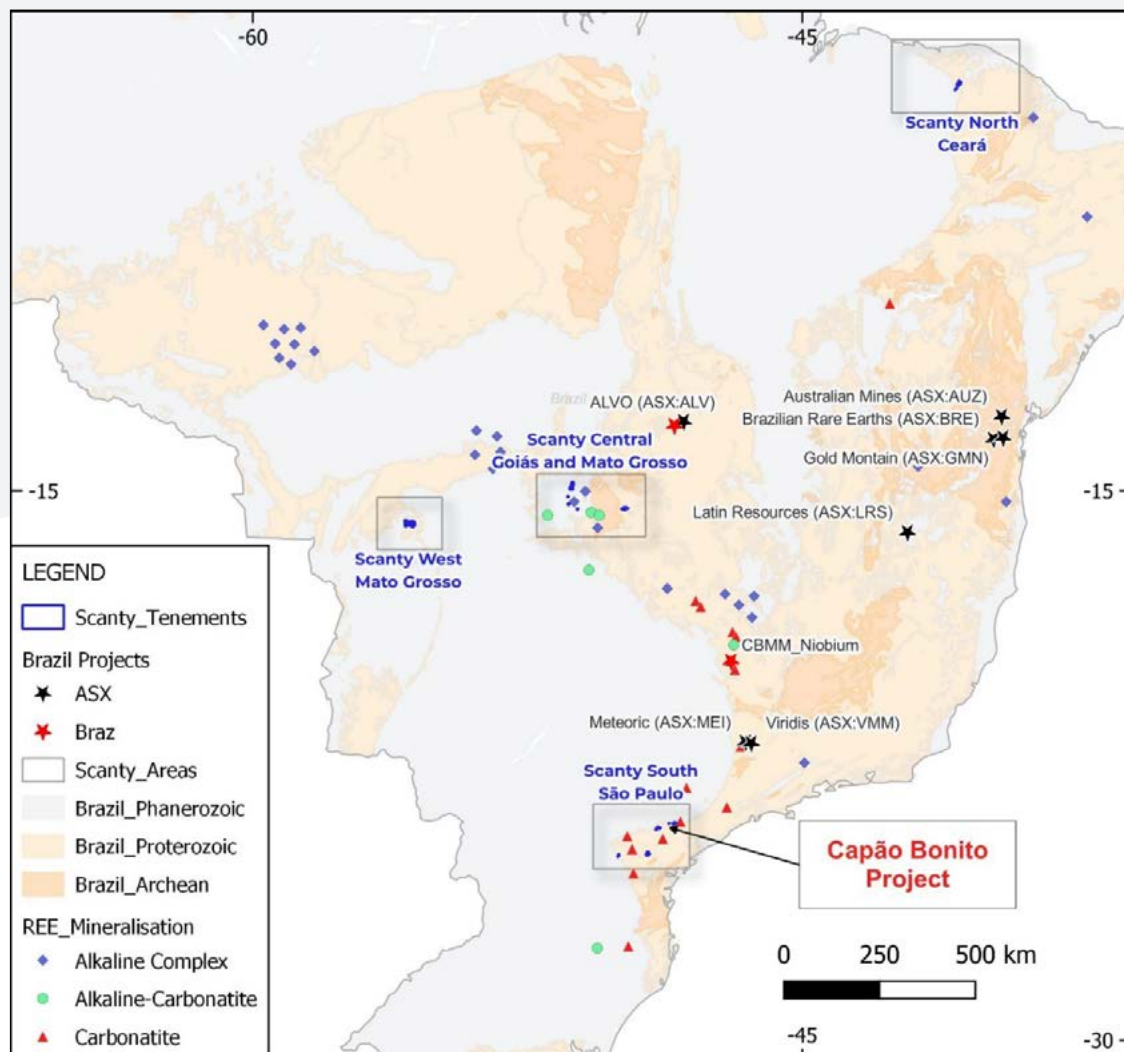 -60
-45
Scanty North
Ceará
Brazil
ALVO (ASX:ALV)
Australian Mines (ASX:AUZ)
Brazilian Rare Earths (ASX:BRE)
Gold Montain (ASX:GMN)
Scanty Central
Goiás and Mato Grosso
-15
-15
Latin Resources (ASX:LRS)
Scanty West
Mato Grosso
CBMM_Niobium
Meteoric (ASX:MEI)
Viridis (ASX:VMM)
Scanty South
São Paulo
Capão Bonito
Project
LEGEND
Scanty_Tenements
Brazil Projects
ASX
Braz
Scanty_Areas
Brazil_Phanerozoic
Brazil_Proterozoic
Brazil_Archean
REE_Mineralisation
Alkaline Complex
Alkaline-Carbonatite
Carbonatite
0 250 500 km
-45
-30